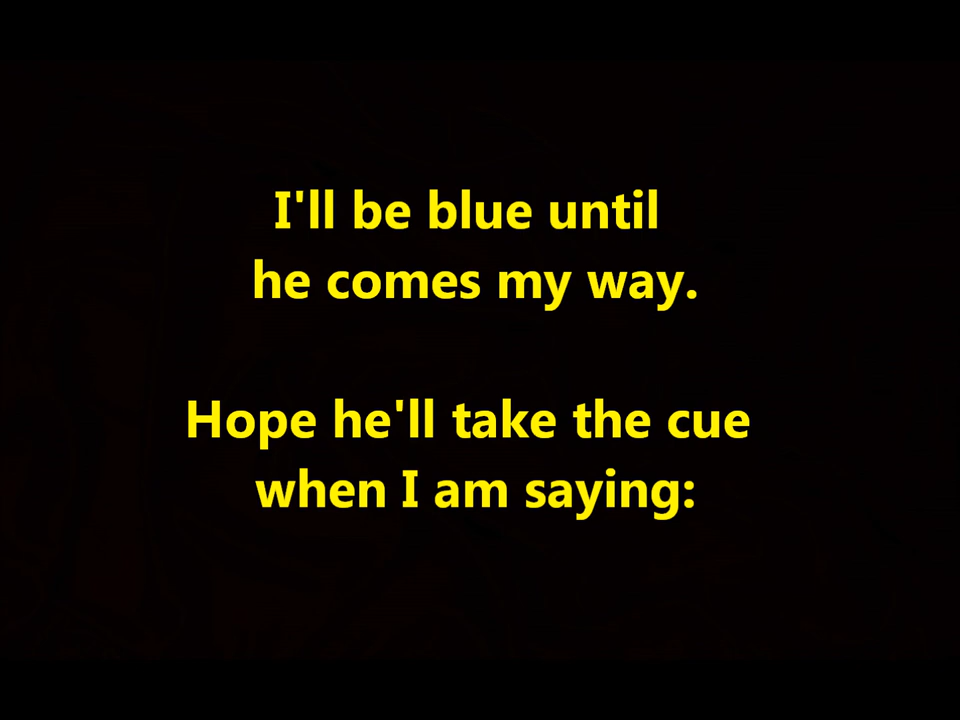 I'll be blue until
he comes my way.
Hope he'll take the cue
when I am saying: